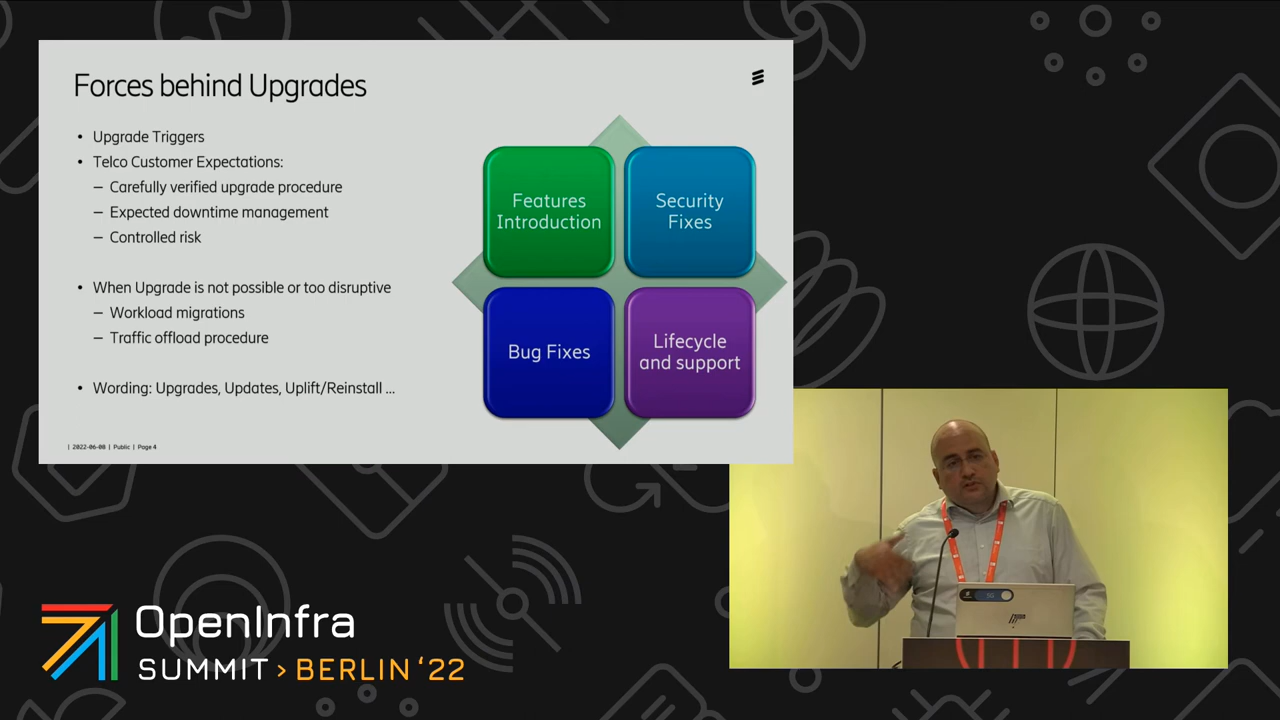 Forces behind Upgrades
• Upgrade Triggers
• Telco Customer Expectations:
– Carefully verified upgrade procedure
– Expected downtime management
– Controlled risk
• When Upgrade is not possible or too disruptive
– Workload migrations
– Traffic offload procedure
• Wording: Upgrades, Updates, Uplift/Reinstall ...
| 2022-06-08 | Public | Page 4
Features
Introduction
Security
Fixes
Bug Fixes
Lifecycle
and support
5G
OpenInfra
SUMMIT > BERLIN ‘22